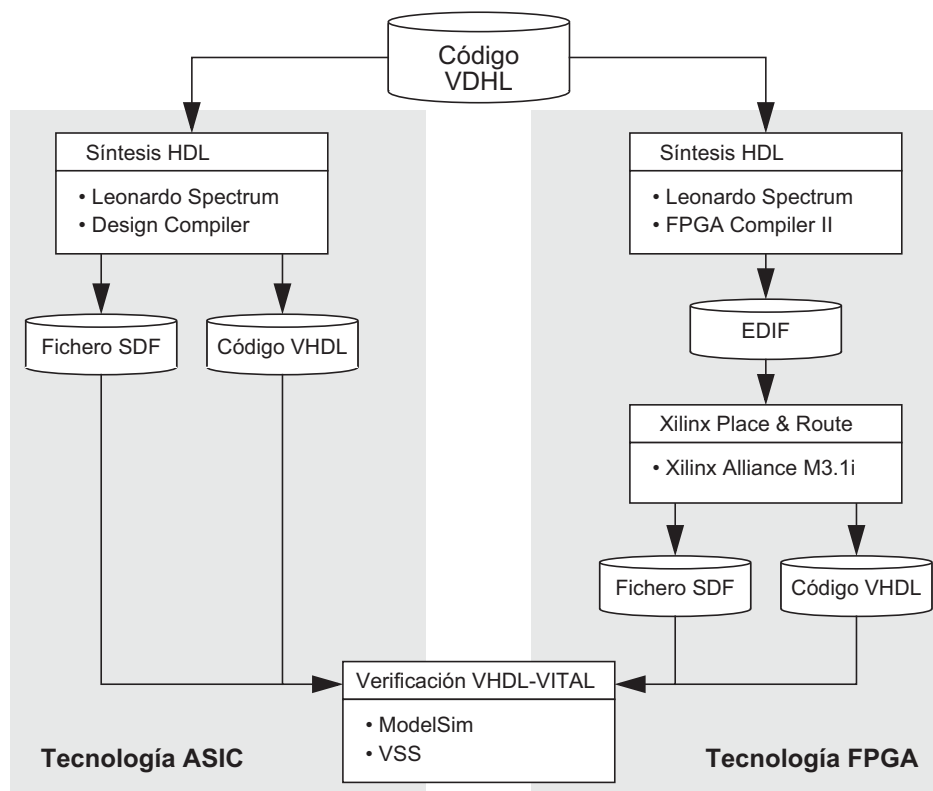 Código
VDHL
Síntesis HDL
• Leonardo Spectrum
• Design Compiler
Síntesis HDL
• Leonardo Spectrum
• FPGA Compiler II
Fichero SDF
Código VHDL
EDIF
Xilinx Place & Route
• Xilinx Alliance M3.1i
Fichero SDF
Código VHDL
Verificación VHDL-VITAL
• ModelSim
• VSS
Tecnología ASIC
Tecnología FPGA